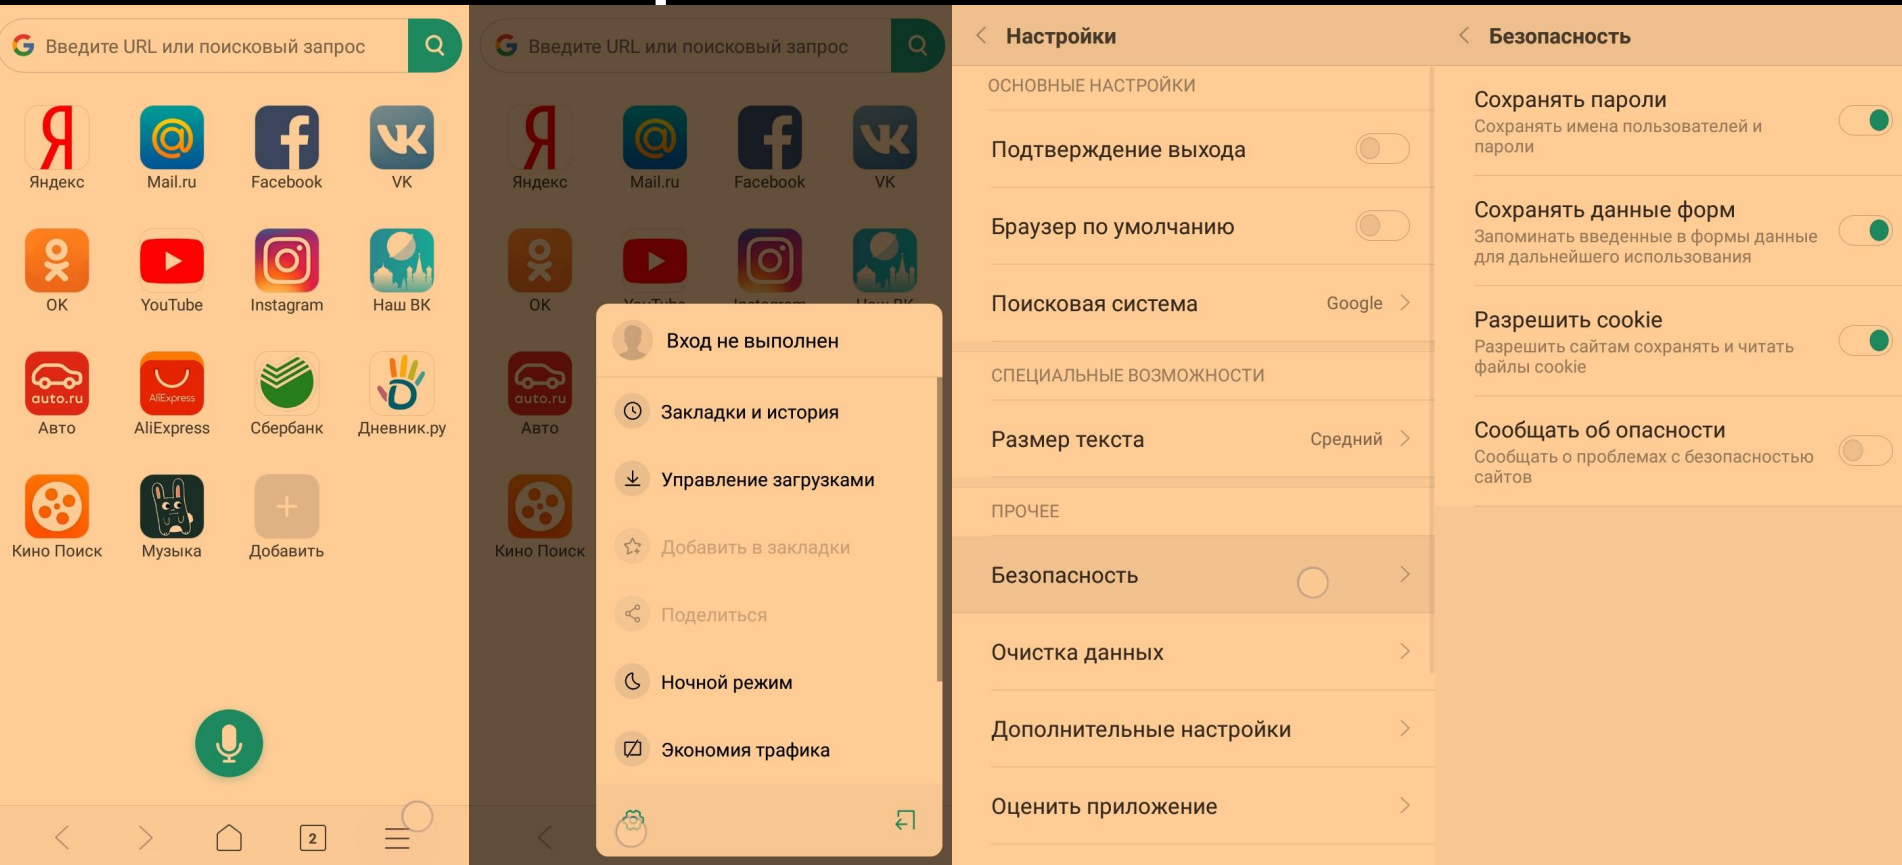 Введите URL или поисковый запрос
Яндекс
Mail.ru
Facebook
VK
OK
YouTube
Instagram
Наш ВК
auto.ru
AliExpress
Авто
AliExpress
Сбербанк
Дневник.ру
Кино Поиск
Музыка
Добавить
2
Введите URL или поисковый запрос
Яндекс
Mail.ru
Facebook
VK
OK
YouTube
Instagram
Наш ВК
auto.ru
Авто
Кино Поиск
Вход не выполнен
Закладки и история
Управление загрузками
Добавить в закладки
Поделиться
Ночной режим
Экономия трафика
Настройки
ОСНОВНЫЕ НАСТРОЙКИ
Подтверждение выхода
Браузер по умолчанию
Поисковая система Google
СПЕЦИАЛЬНЫЕ ВОЗМОЖНОСТИ
Размер текста Средний
ПРОЧЕЕ
Безопасность
Очистка данных
Дополнительные настройки
Оценить приложение
Безопасность
Сохранять пароли
Сохранять имена пользователей и
пароли
Сохранять данные форм
Запоминать введенные в формы данные
для дальнейшего использования
Разрешить cookie
Разрешить сайтам сохранять и читать
файлы cookie
Сообщать об опасности
Сообщать о проблемах с безопасностью
сайтов